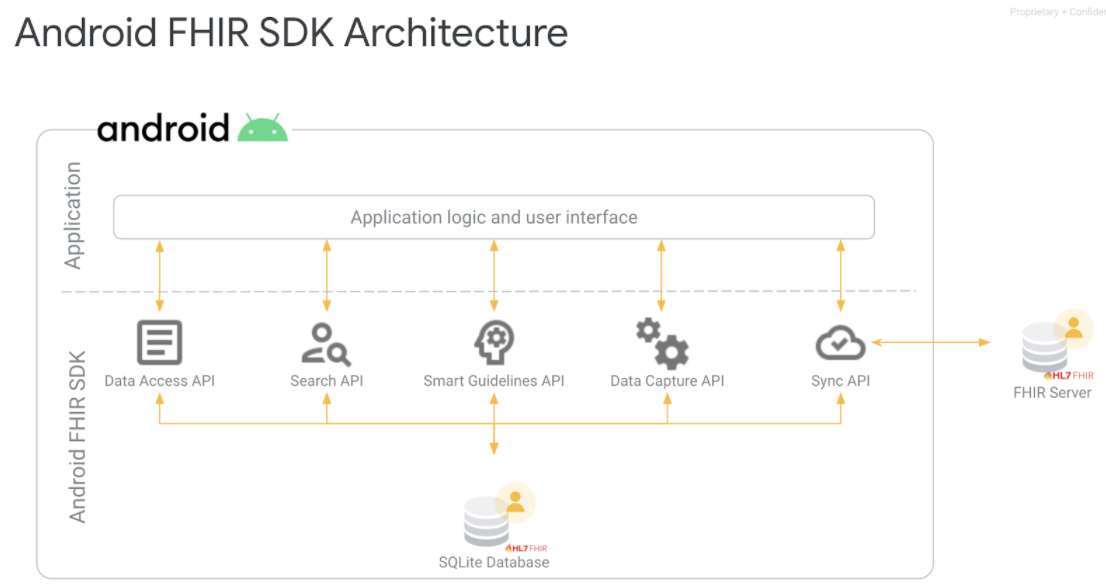 Proprietary + Confider
Android FHIR SDK Architecture
android
Application
Application logic and user interface
Android FHIR SDK
Data Access API
Search API
Smart Guidelines API
Data Capture API
Sync API
HL7 FHIR
FHIR Server
HL7 FHIR
SQLite Database